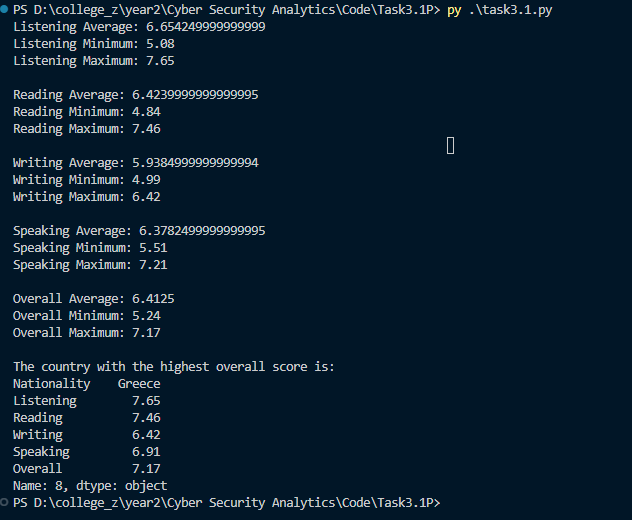 PS D:\college_z\year2\Cyber Security Analytics\Code\Task3.1P> py .\task3.1.py
Listening Average: 6.654249999999999
Listening Minimum: 5.08
Listening Maximum: 7.65

Reading Average: 6.4239999999999995
Reading Minimum: 4.84
Reading Maximum: 7.46

Writing Average: 5.9384999999999994
Writing Minimum: 4.99
Writing Maximum: 6.42

Speaking Average: 6.3782499999999995
Speaking Minimum: 5.51
Speaking Maximum: 7.21

Overall Average: 6.4125
Overall Minimum: 5.24
Overall Maximum: 7.17

The country with the highest overall score is:
Nationality    Greece
Listening        7.65
Reading          7.46
Writing          6.42
Speaking         6.91
Overall          7.17
Name: 8, dtype: object
PS D:\college_z\year2\Cyber Security Analytics\Code\Task3.1P>